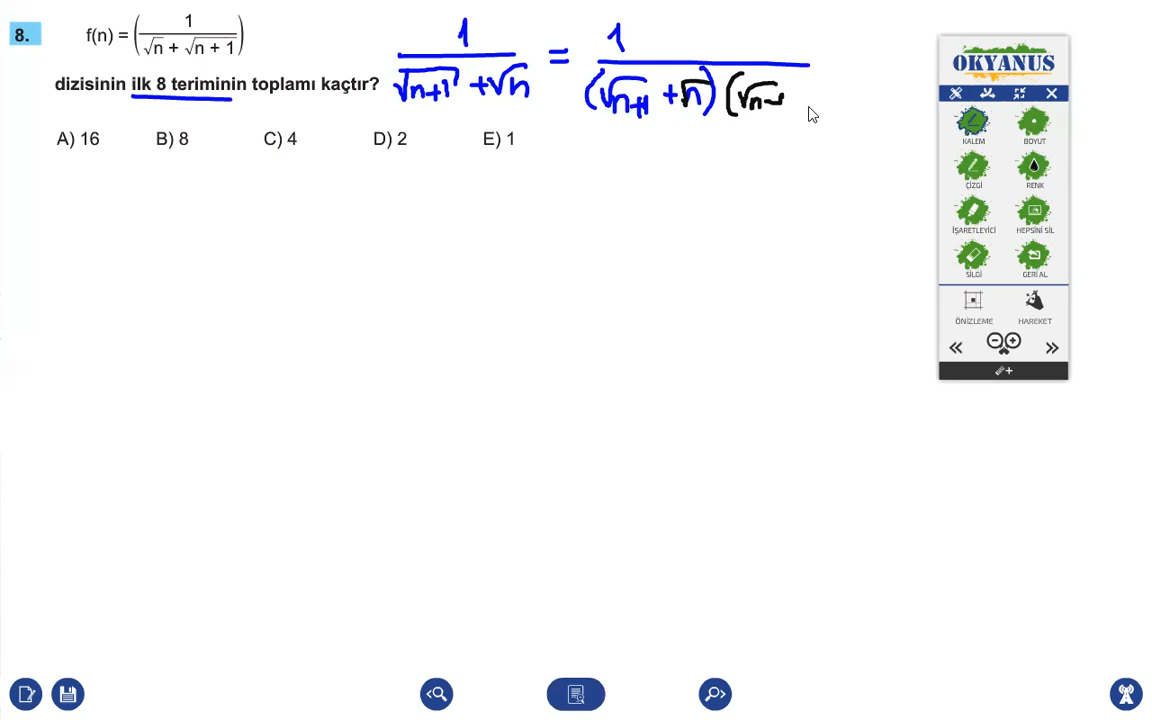 8.
f(n) = (1 / (√n + √n + 1))
dizisinin ilk 8 teriminin toplamı kaçtır?
A) 16 B) 8 C) 4 D) 2 E) 1
1 / (√n+1 + √n) = 1 / (√n+1 + √n) (√n
OKYANUS
KALEM BOYUT
ÇİZGİ RENK
İŞARETLEYİCİ HEPSİNİ SİL
SİLGİ GERİ AL
ÖNİZLEME HAREKET